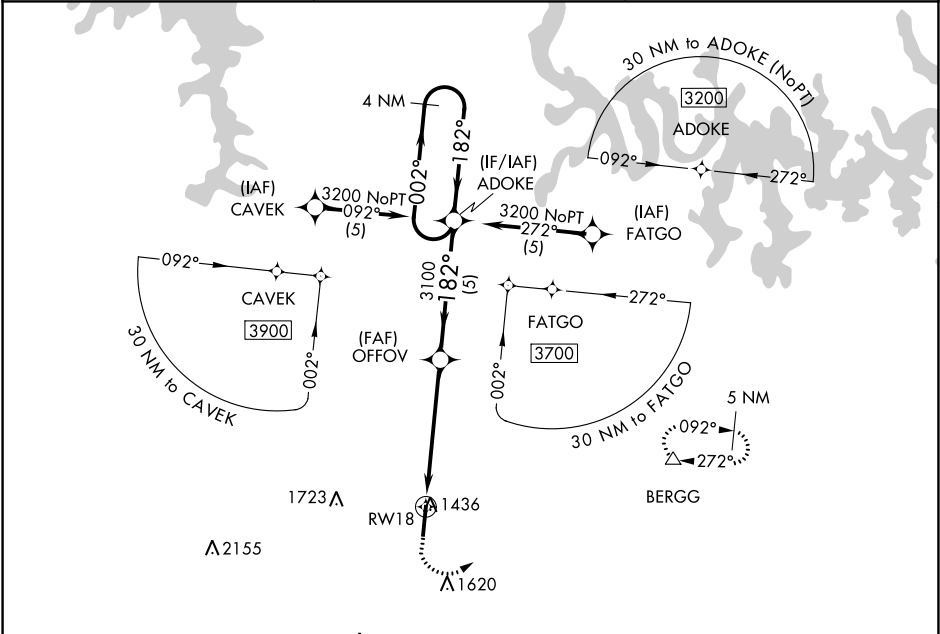 30 NM to ADOKE (NoPT)
3200
ADOKE
092°
272°
4 NM
002°
182°
(IF/IAF)
ADOKE
(IAF)
CAVEK
3200 NoPT
092°
(5)
3200 NoPT
272°
(5)
(IAF)
FATGO
3100
182°
(5)
092°
CAVEK
3900
002°
30 NM to CAVEK
272°
FATGO
3700
002°
30 NM to FATGO
(FAF)
OFFOV
5 NM
092°
272°
BERGG
1723
RW18
1436
2155
1620